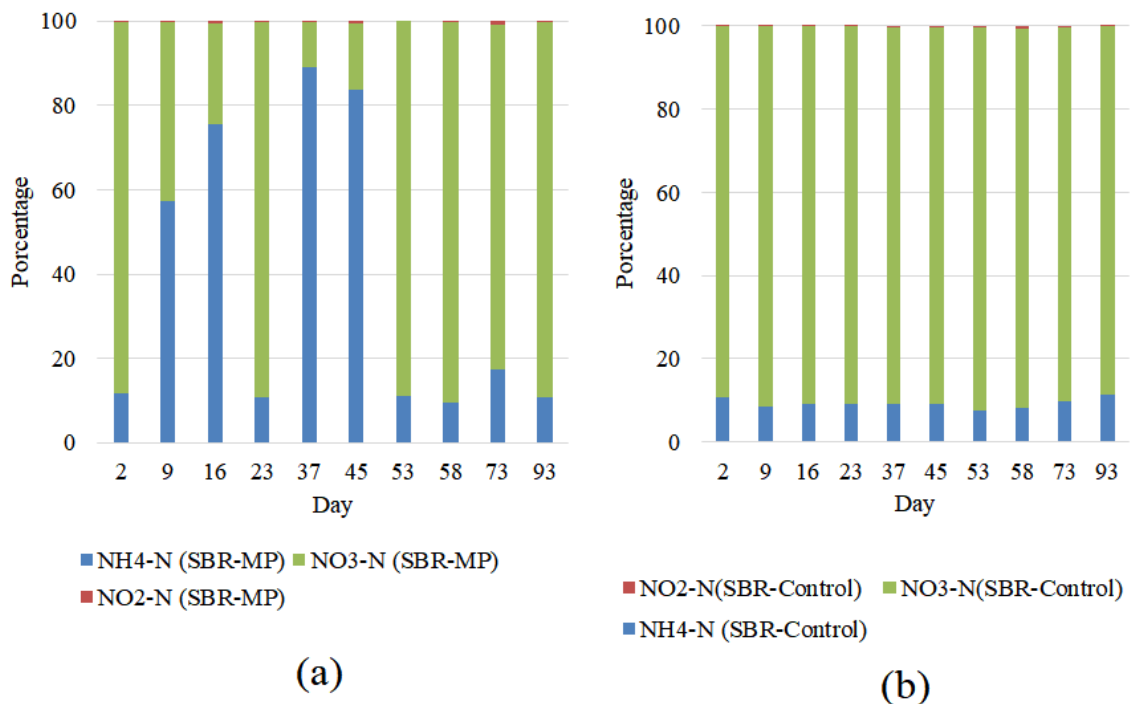 100
80
60
40
20
0
Porcentage
2 9 16 23 37 45 53 58 73 93
Day
NH4-N (SBR-MP) NO3-N (SBR-MP)
NO2-N (SBR-MP)
(a)
100
80
60
40
20
0
Porcentage
2 9 16 23 37 45 53 58 73 93
Day
NO2-N(SBR-Control) NO3-N(SBR-Control)
NH4-N (SBR-Control)
(b)